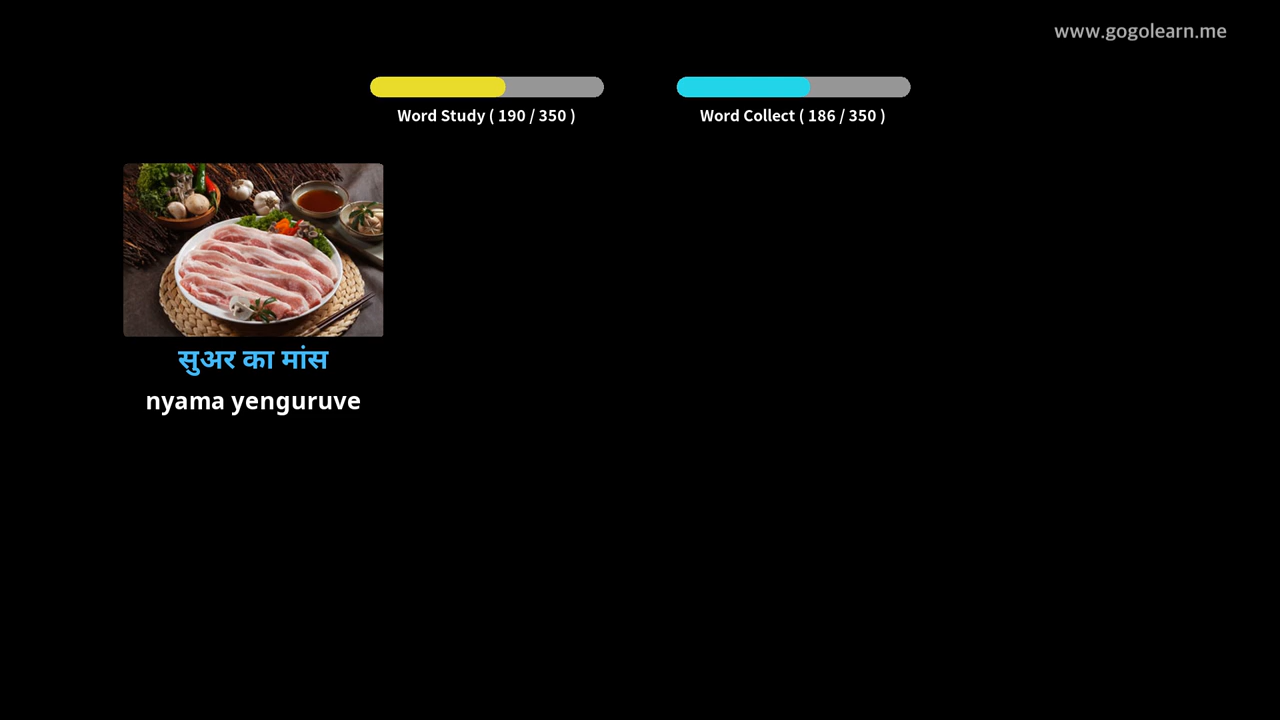 www.gogolearn.me
Word Study ( 190 / 350 )
Word Collect ( 186 / 350 )
सुअर का मांस
nyama yenguruve